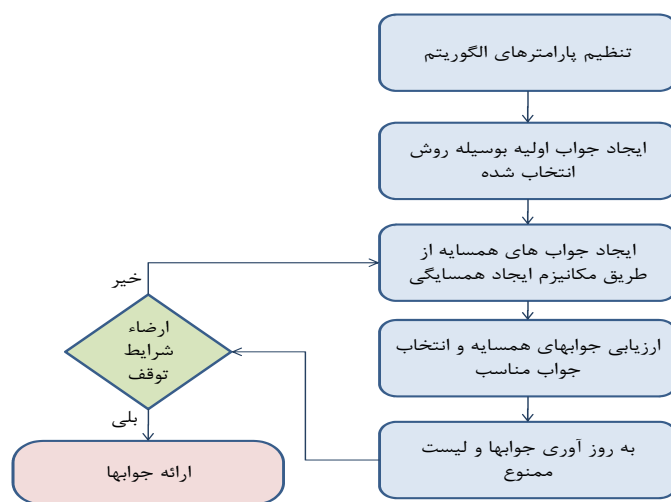 تنظیم پارامترهای الگوریتم
ایجاد جواب اولیه بوسیله روش
انتخاب شده
ایجاد جواب های همسایه از
طریق مکانیزم ایجاد همسایگی
ارزیابی جوابهای همسایه و انتخاب
جواب مناسب
به روز آوری جوابها و لیست
ممنوع
ارضاء
شرایط
توقف
خیر
بلی
ارائه جوابها